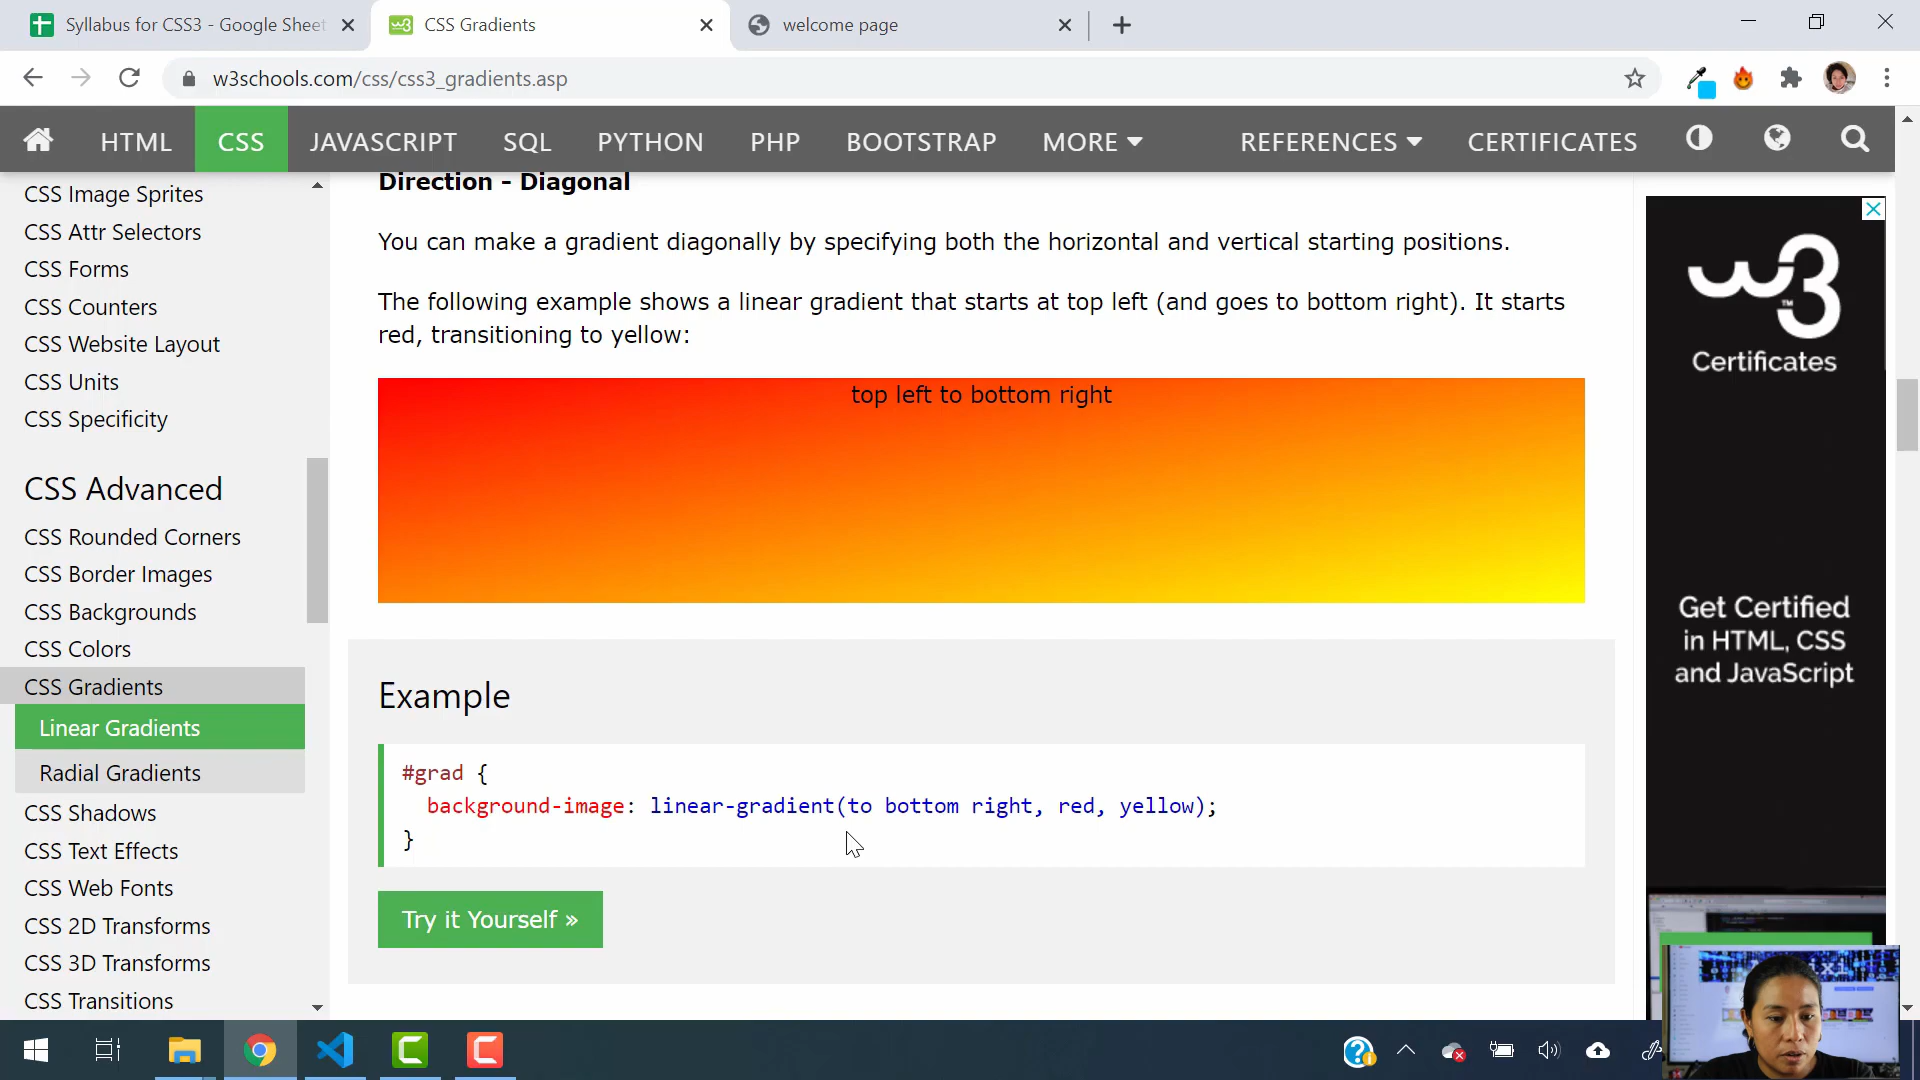 Syllabus for CSS3 - Google Sheet
CSS Gradients
welcome page
w3schools.com/css/css3_gradients.asp
HTML
CSS
JAVASCRIPT
SQL
PYTHON
PHP
BOOTSTRAP
MORE
REFERENCES
CERTIFICATES
CSS Image Sprites
CSS Attr Selectors
CSS Forms
CSS Counters
CSS Website Layout
CSS Units
CSS Specificity
CSS Advanced
CSS Rounded Corners
CSS Border Images
CSS Backgrounds
CSS Colors
CSS Gradients
Linear Gradients
Radial Gradients
CSS Shadows
CSS Text Effects
CSS Web Fonts
CSS 2D Transforms
CSS 3D Transforms
CSS Transitions
Direction - Diagonal
You can make a gradient diagonally by specifying both the horizontal and vertical starting positions.
The following example shows a linear gradient that starts at top left (and goes to bottom right). It starts
red, transitioning to yellow:
top left to bottom right
Example
#grad {
background-image: linear-gradient(to bottom right, red, yellow);
}
Try it Yourself »
w3
TM
Certificates
Get Certified
in HTML, CSS
and JavaScript